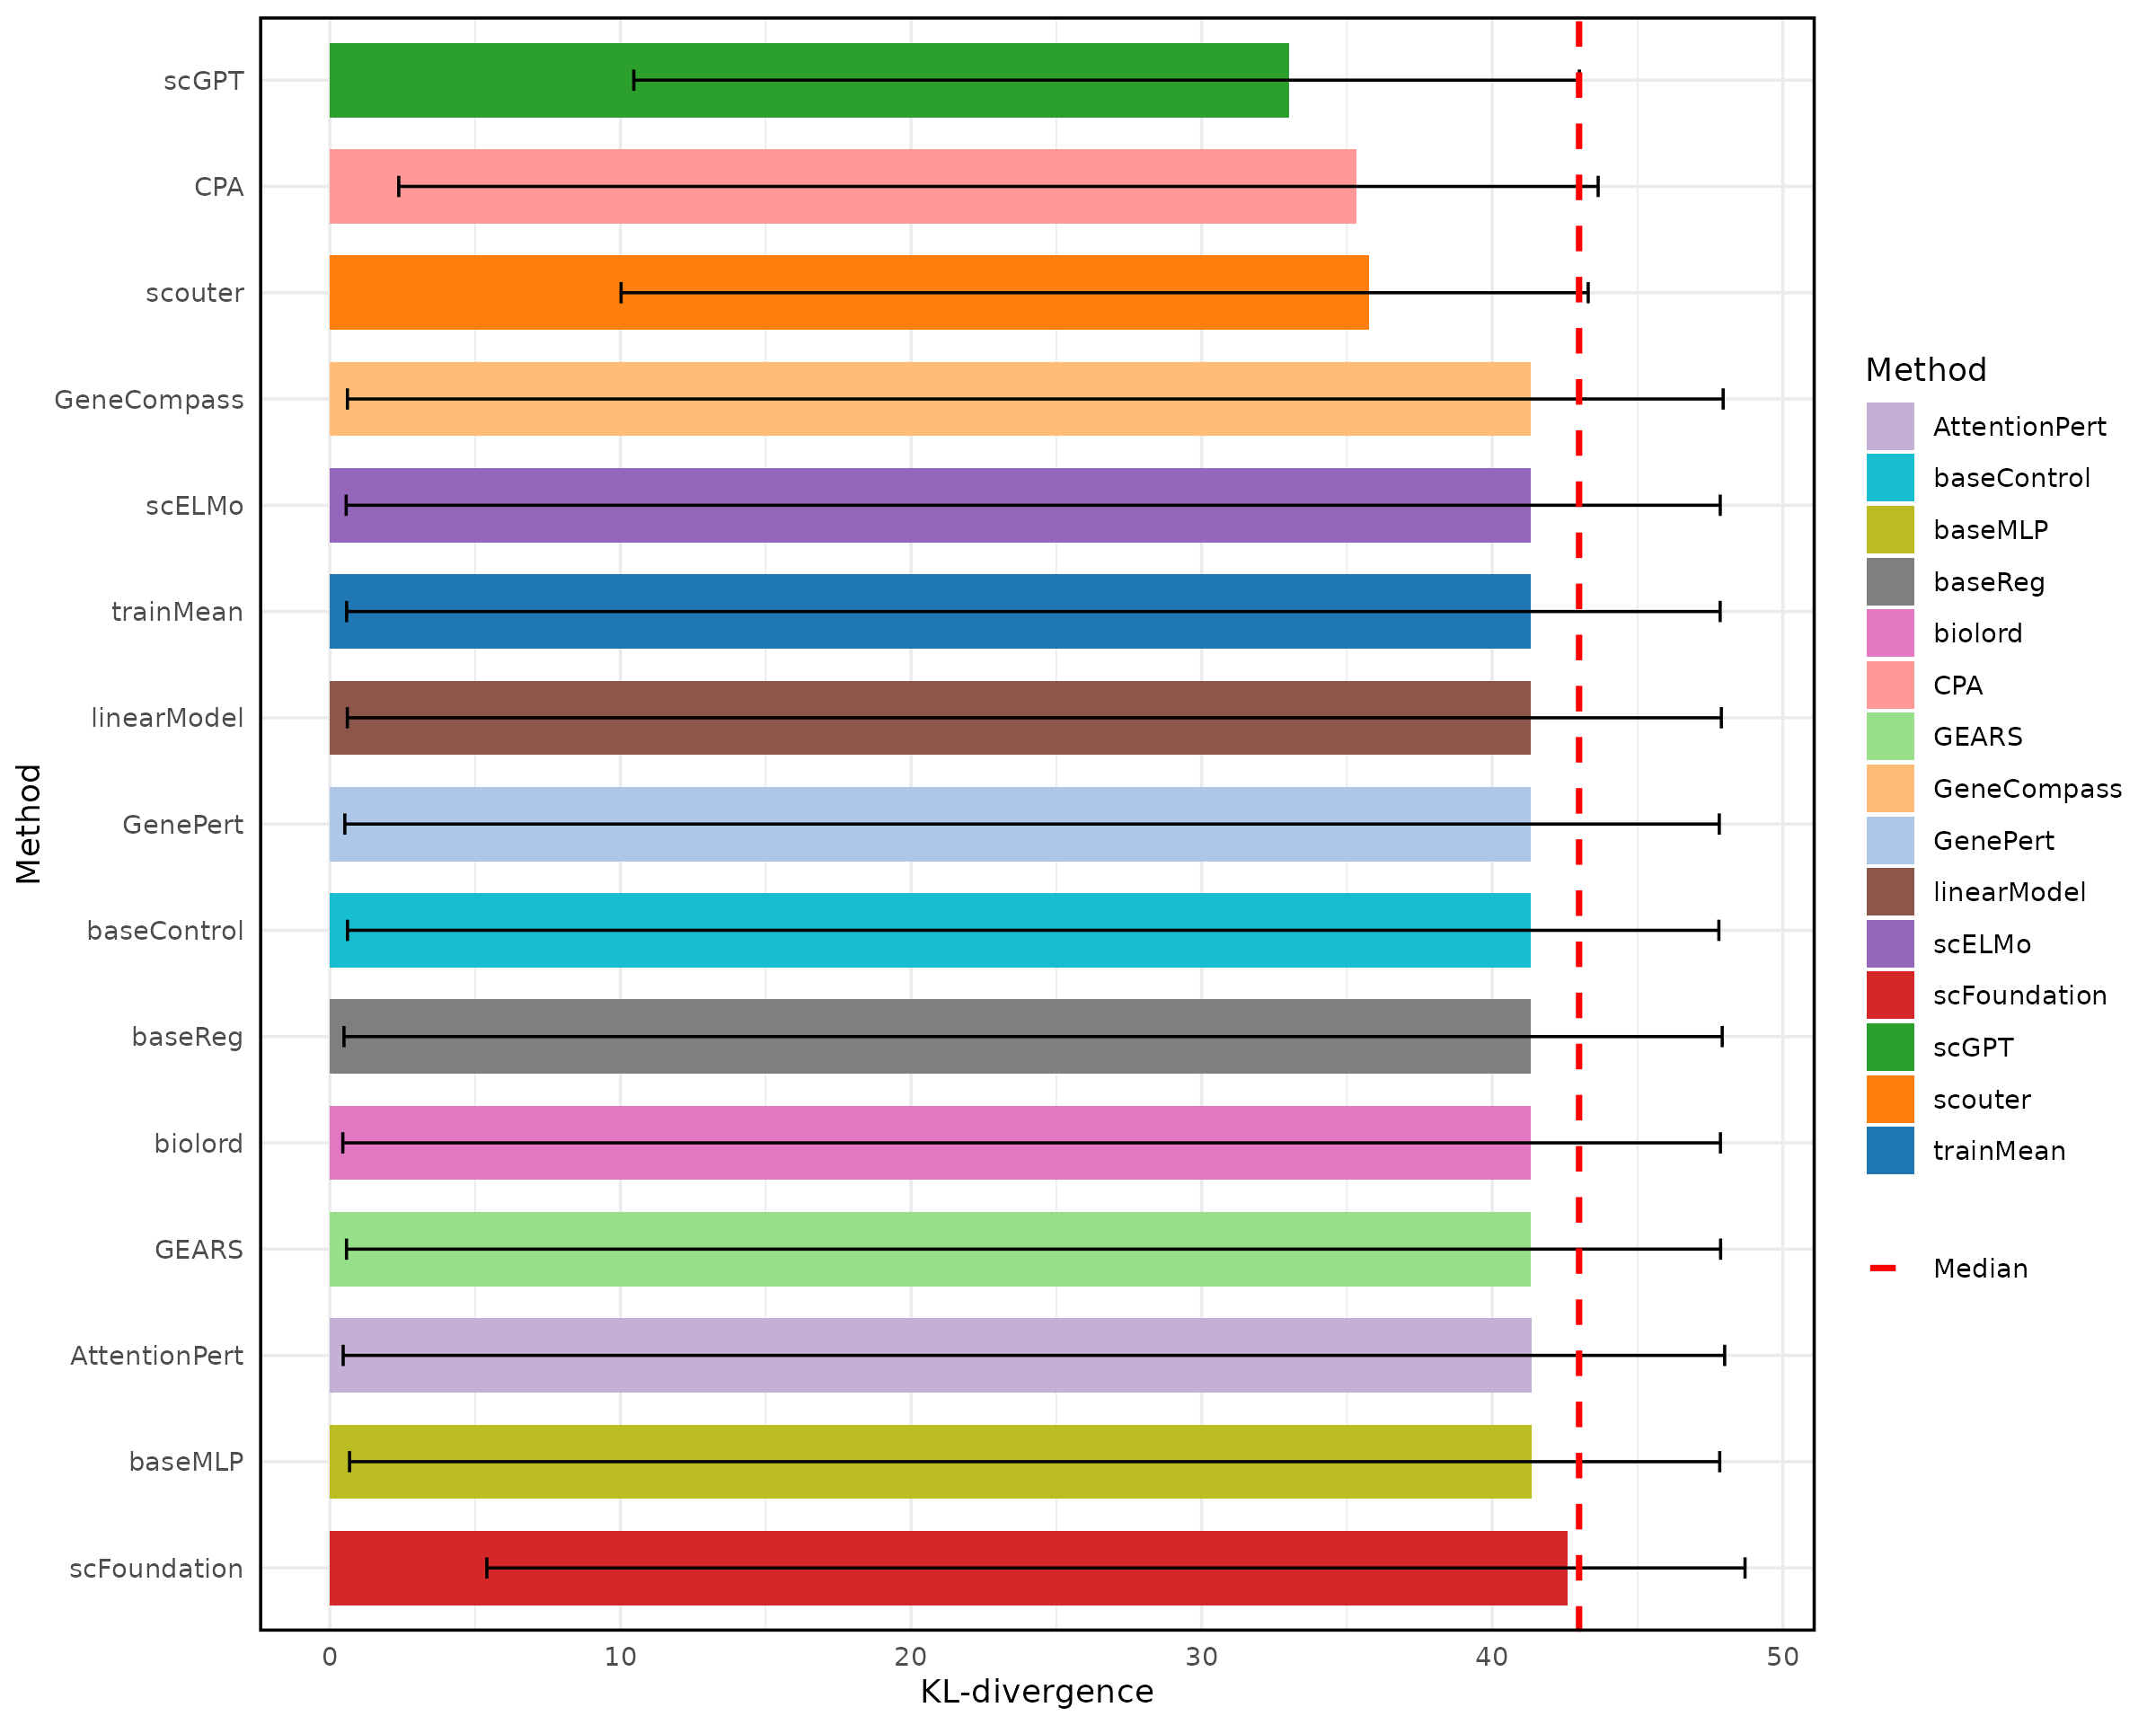 scGPT
CPA
scouter
GeneCompass
scELMo
trainMean
linearModel
GenePert
baseControl
baseReg
biolord
GEARS
AttentionPert
baseMLP
scFoundation
Method
0 10 20 30 40 50
KL-divergence
Method
AttentionPert
baseControl
baseMLP
baseReg
biolord
CPA
GEARS
GeneCompass
GenePert
linearModel
scELMo
scFoundation
scGPT
scouter
trainMean
Median